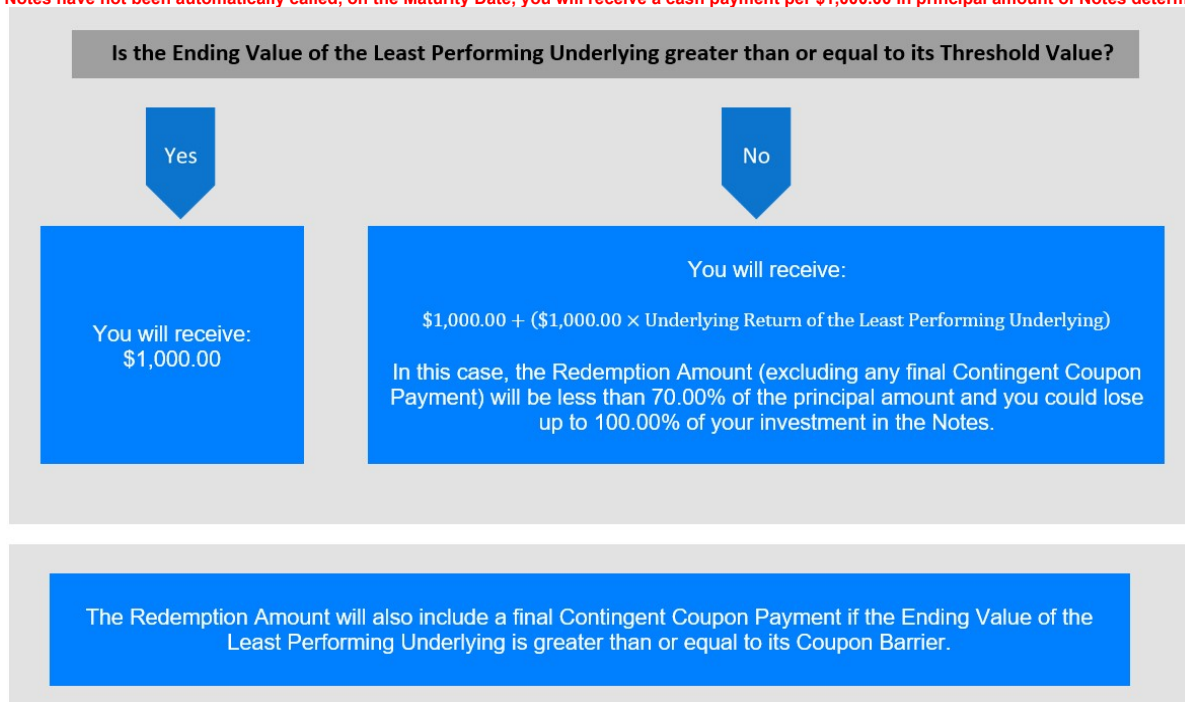 Notes have not been automatically called, on the Maturity Date, you will receive a cash payment per $1,000.00 in principal amount of Notes
Is the Ending Value of the Least Performing Underlying greater than or equal to its Threshold Value?
Yes
No
You will receive:
$1,000.00
You will receive:
$1,000.00 + ($1,000.00 × Underlying Return of the Least Performing Underlying)
In this case, the Redemption Amount (excluding any final Contingent Coupon
Payment) will be less than 70.00% of the principal amount and you could lose
up to 100.00% of your investment in the Notes.
The Redemption Amount will also include a final Contingent Coupon Payment if the Ending Value of the
Least Performing Underlying is greater than or equal to its Coupon Barrier.